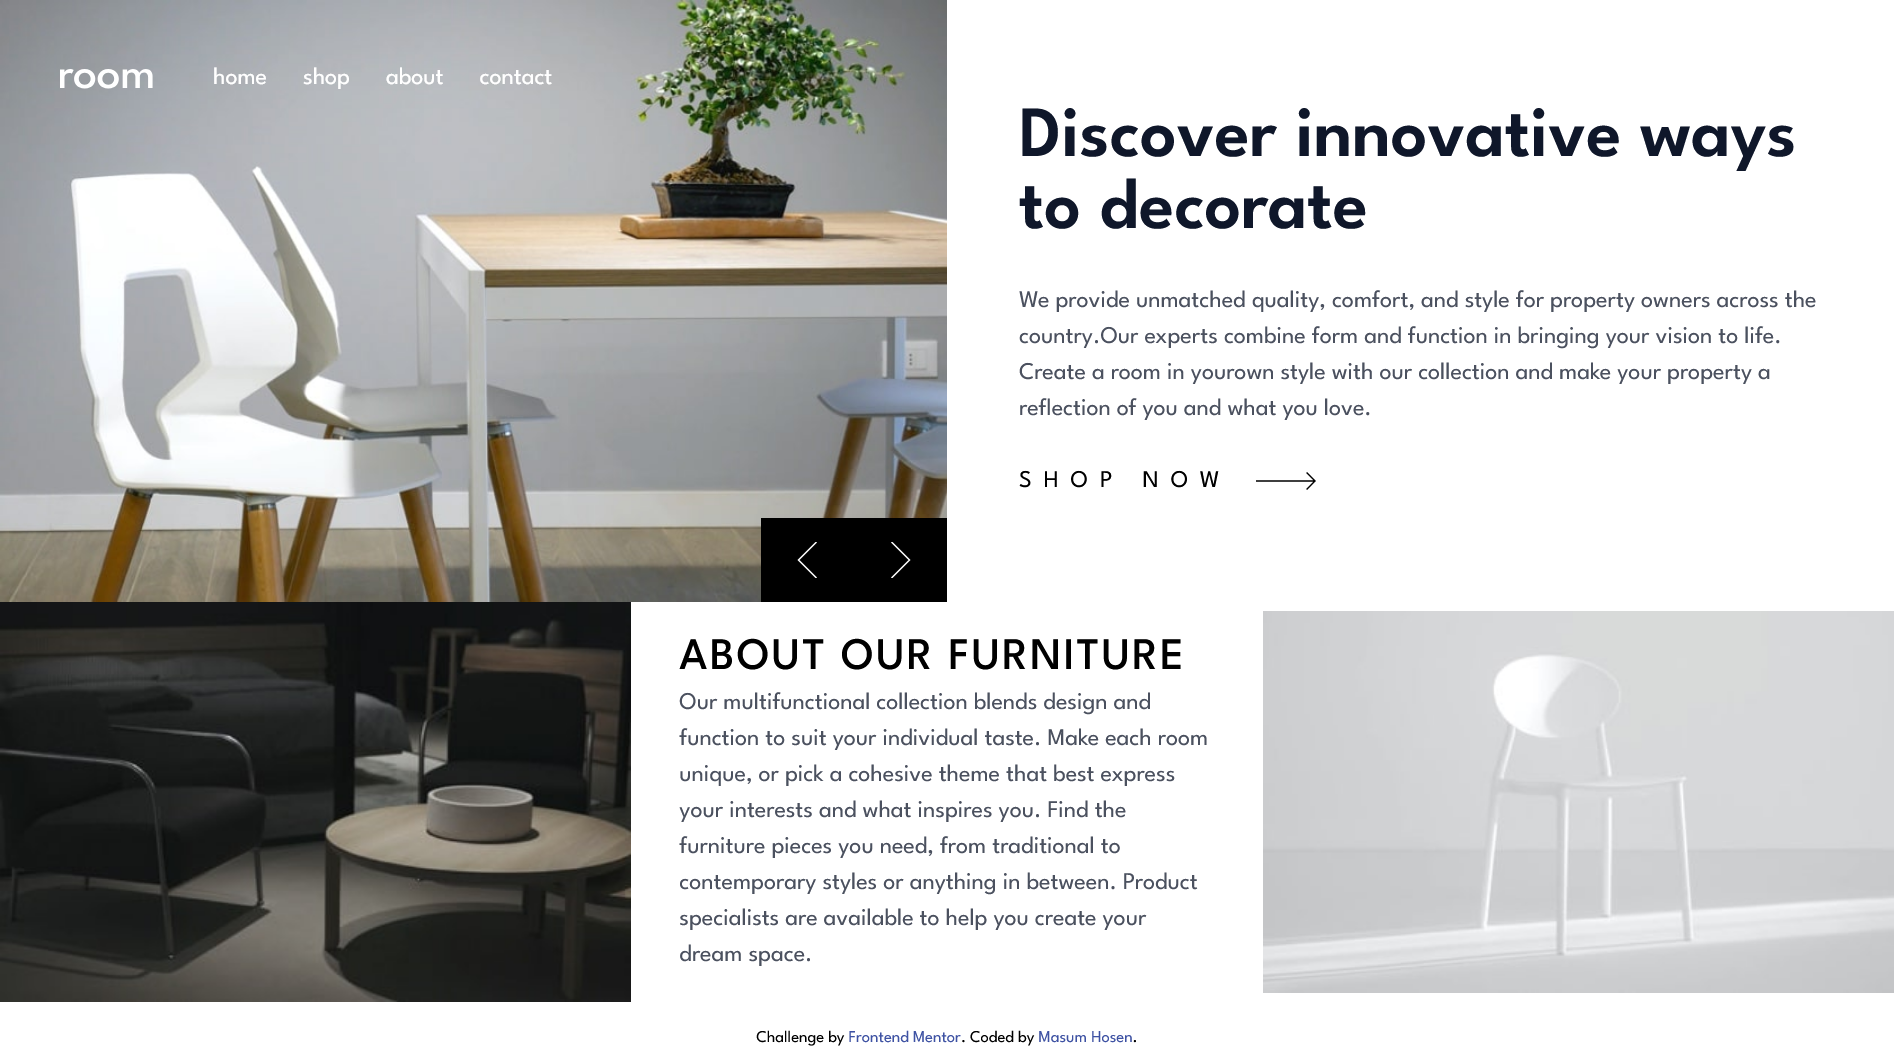 room
home shop about contact
Discover innovative ways
to decorate
We provide unmatched quality, comfort, and style for property owners across the
country.Our experts combine form and function in bringing your vision to life.
Create a room in yourown style with our collection and make your property a
reflection of you and what you love.
SHOP NOW
ABOUT OUR FURNITURE
Our multifunctional collection blends design and
function to suit your individual taste. Make each room
unique, or pick a cohesive theme that best express
your interests and what inspires you. Find the
furniture pieces you need, from traditional to
contemporary styles or anything in between. Product
specialists are available to help you create your
dream space.
Challenge by Frontend Mentor. Coded by Masum Hosen.